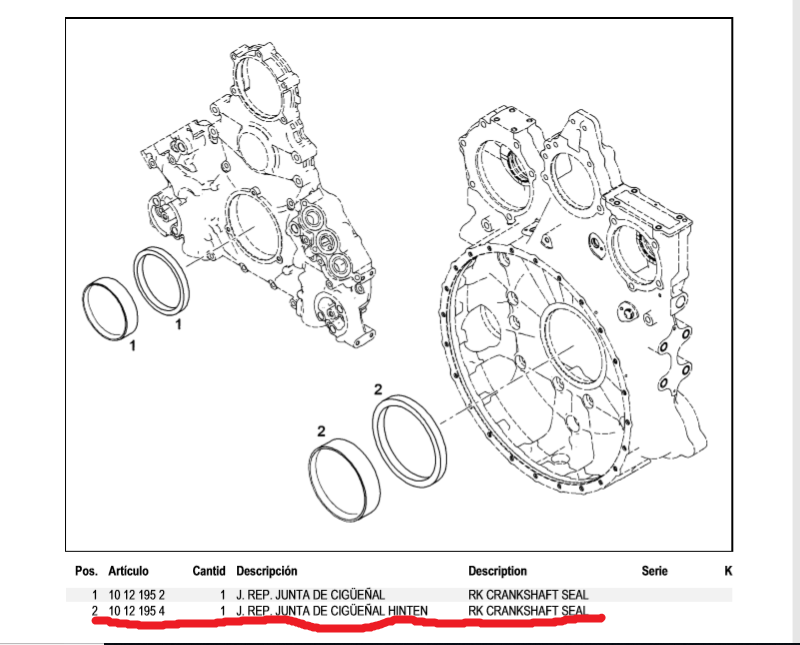 1
1
2
2
Pos. Artículo Cantid Descripción Description Serie K
1 10 12 195 2 1 J. REP. JUNTA DE CIGÜEÑAL RK CRANKSHAFT SEAL
2 10 12 195 4 1 J. REP. JUNTA DE CIGÜEÑAL HINTEN RK CRANKSHAFT SEAL